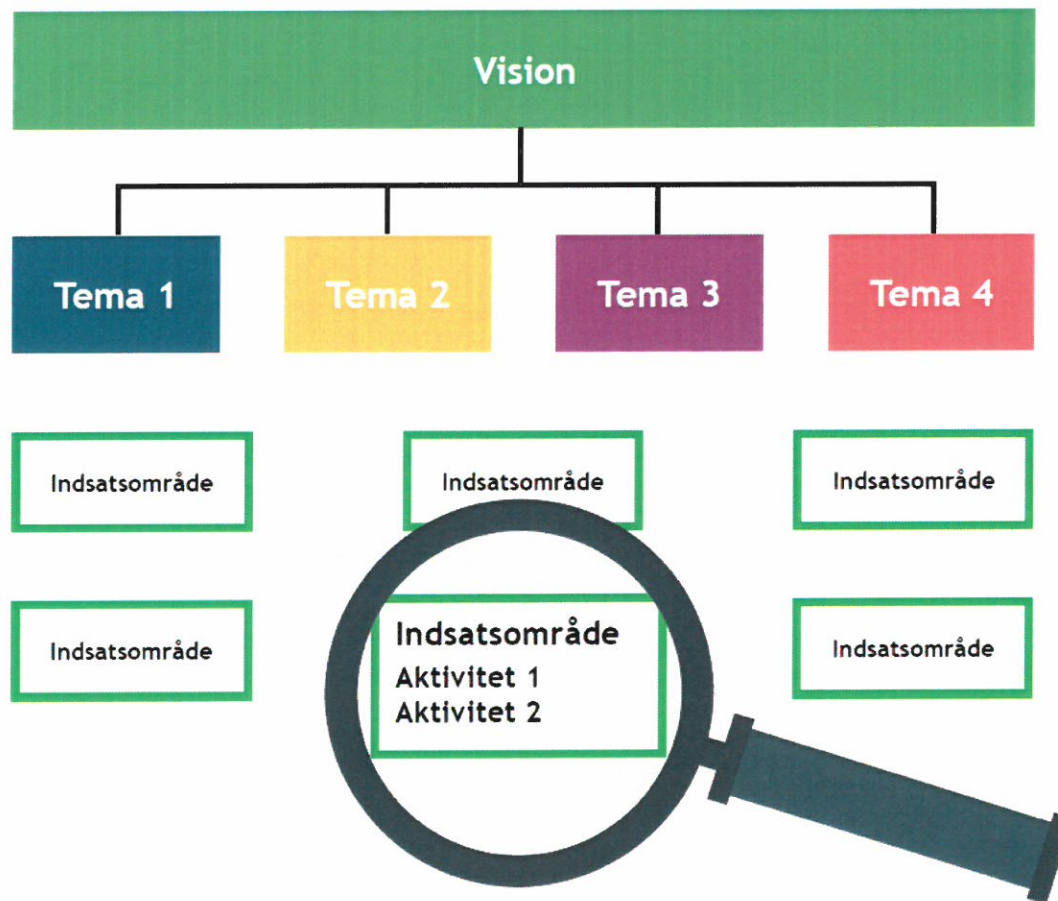 Vision
Tema 1
Tema 2
Tema 3
Tema 4
Indsatsområde
Indsatsområde
Indsatsområde
Indsatsområde
Indsatsområde
Aktivitet 1
Aktivitet 2
Indsatsområde